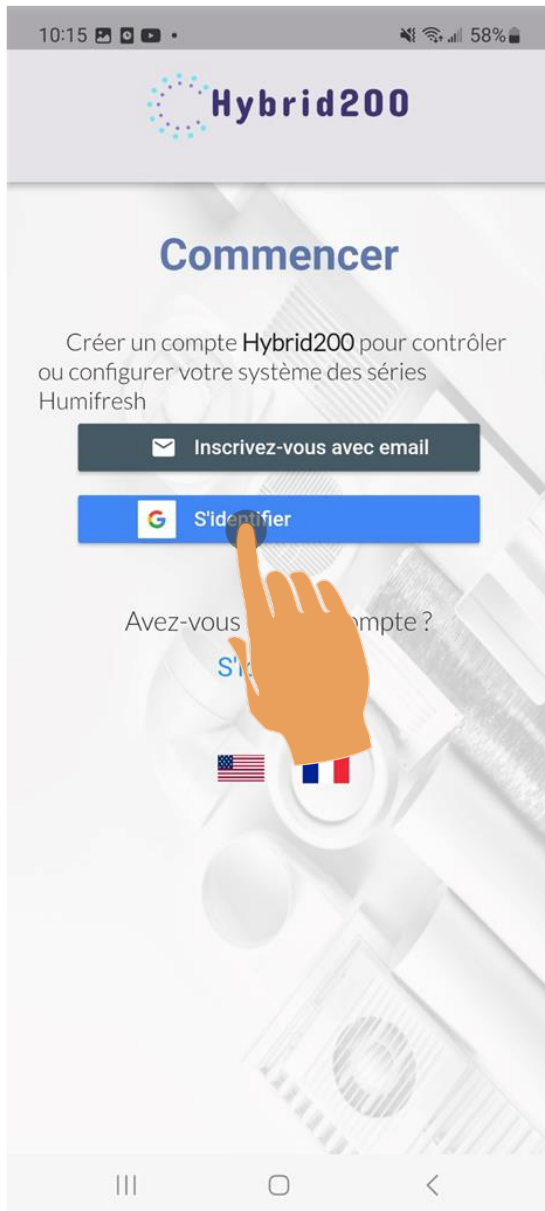 10:15 58%
Hybrid200
Commencer
Créer un compte Hybrid200 pour contrôler
ou configurer votre système des séries
Humifresh
Inscrivez-vous avec email
S'identifier
Avez-vous ?